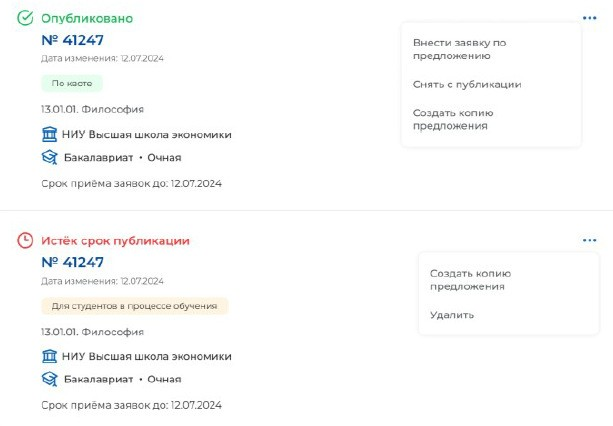 Опубликовано
№ 41247
Дата изменения: 12.07.2024
По квоте
13.01.01. Философия
НИУ Высшая школа экономики
Бакалавриат • Очная
Срок приёма заявок до: 12.07.2024
Внести заявку по
предложению
Снять с публикации
Создать копию
предложения
Истёк срок публикации
№ 41247
Дата изменения: 12.07.2024
Для студентов в процессе обучения
13.01.01. Философия
НИУ Высшая школа экономики
Бакалавриат • Очная
Срок приёма заявок до: 12.07.2024
Создать копию
предложения
Удалить